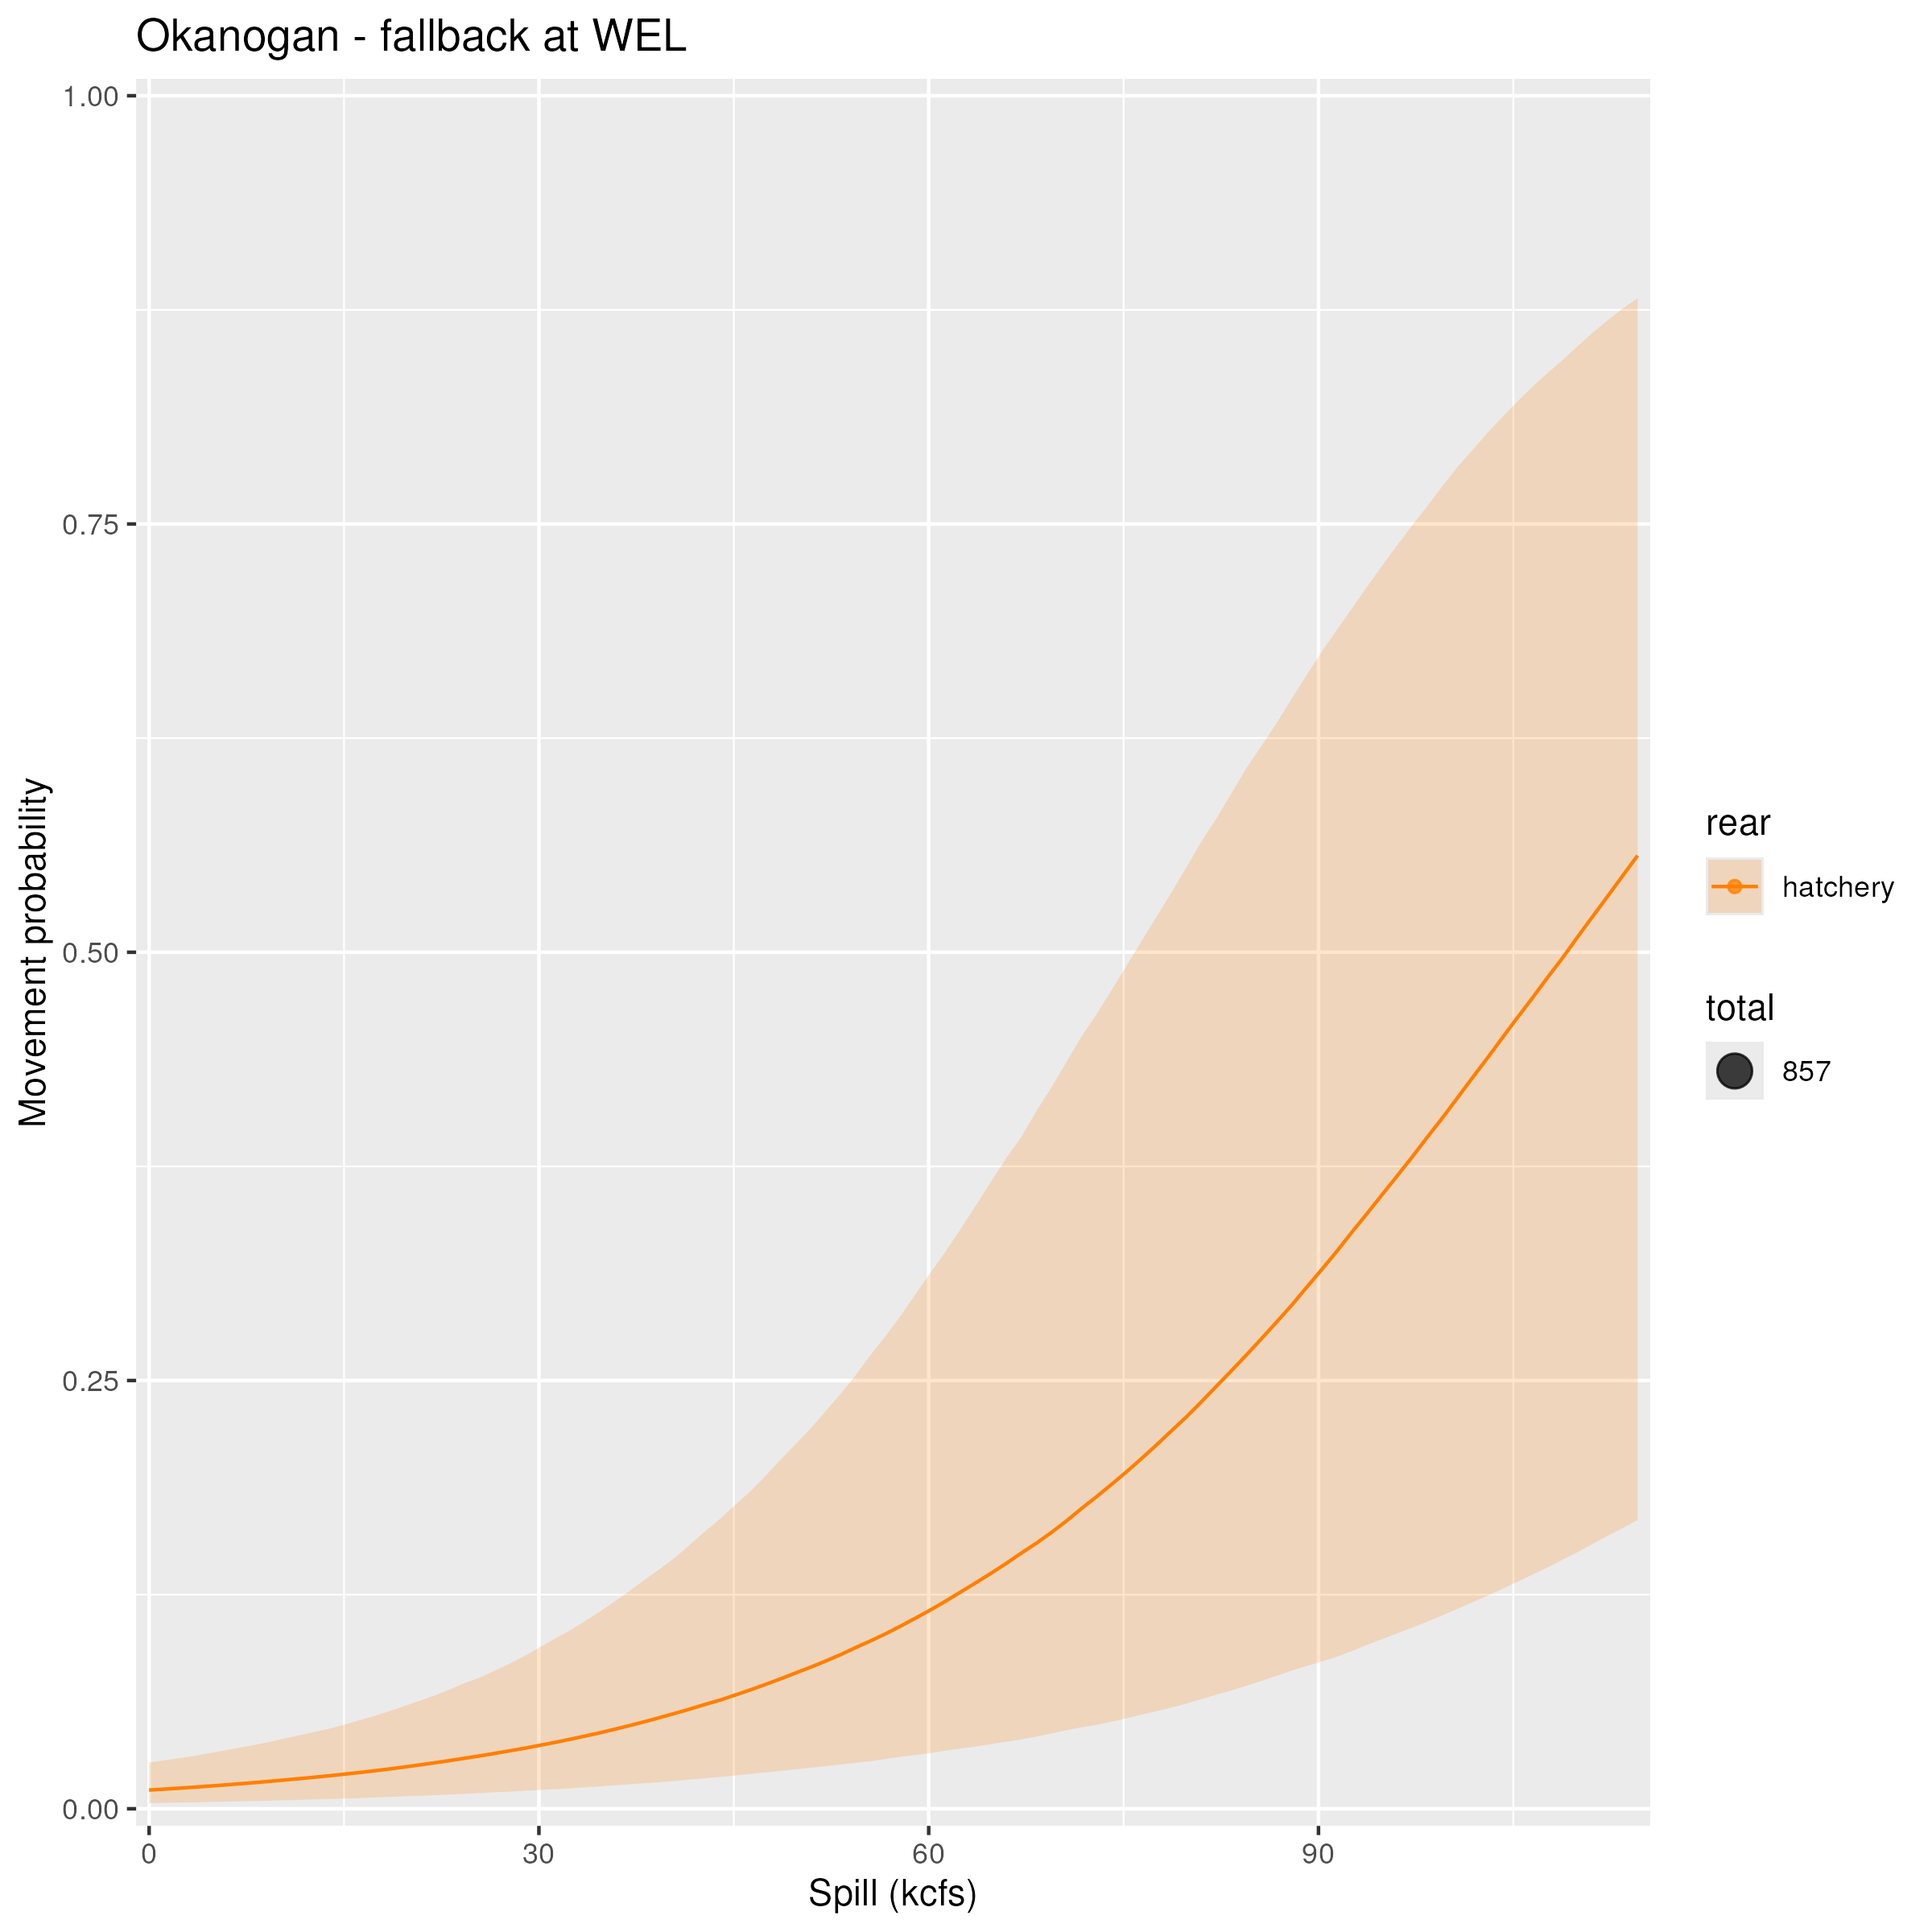 Okanogan - fallback at WEL
1.00
0.75
0.50
0.25
0.00
0
30
60
90
Spill (kcfs)
Movement probability
rear
hatchery
total
857